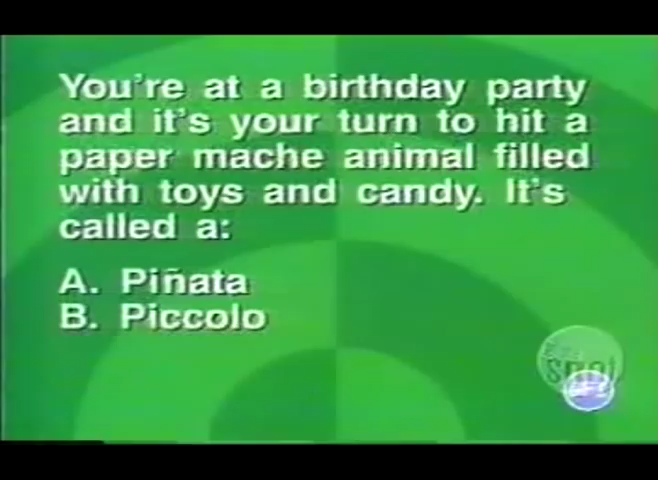 You're at a birthday party
and it's your turn to hit a
paper mache animal filled
with toys and candy. It's
called a:
A. Piñata
B. Piccolo